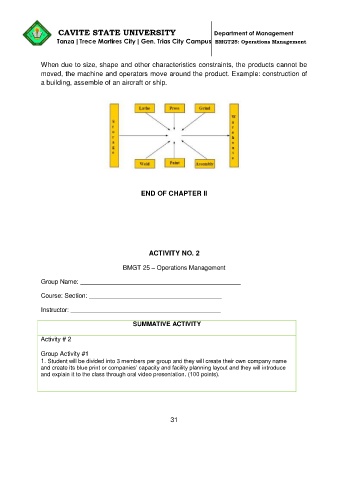 CAVITE STATE UNIVERSITY
Department of Management
Tanza | Trece Martires City | Gen. Trias City Campus
BMGT25: Operations Management
When due to size, shape and other characteristics constraints, the products cannot be
moved, the machine and operators move around the product. Example: construction of
a building, assemble of an aircraft or ship.
Lathe
Press
Grind
Storage
Warehouse
Weld
Paint
Assemble
END OF CHAPTER II
ACTIVITY NO. 2
BMGT 25 – Operations Management
Group Name:
Course: Section:
Instructor:
SUMMATIVE ACTIVITY
Activity # 2
Group Activity #1
1. Student will be divided into 3 members per group and they will create their own company name
and create its blue print or companies' capacity and facility planning layout and they will introduce
and explain it to the class through oral video presentation. (100 points).
31